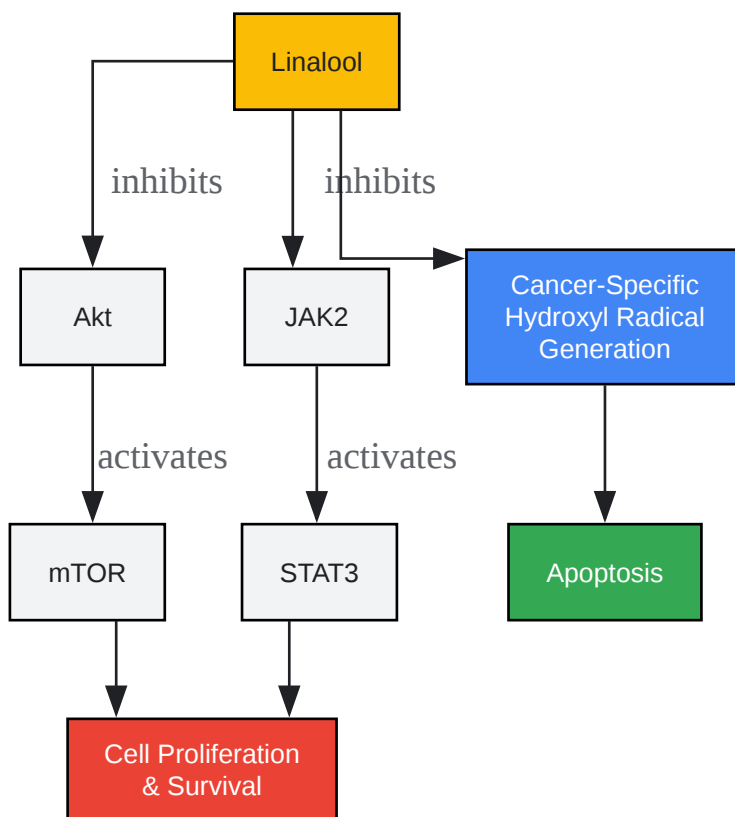 Linalool
inhibits
inhibits
Akt
JAK2
Cancer-Specific
Hydroxyl Radical
Generation
activates
activates
mTOR
STAT3
Apoptosis
Cell Proliferation
& Survival